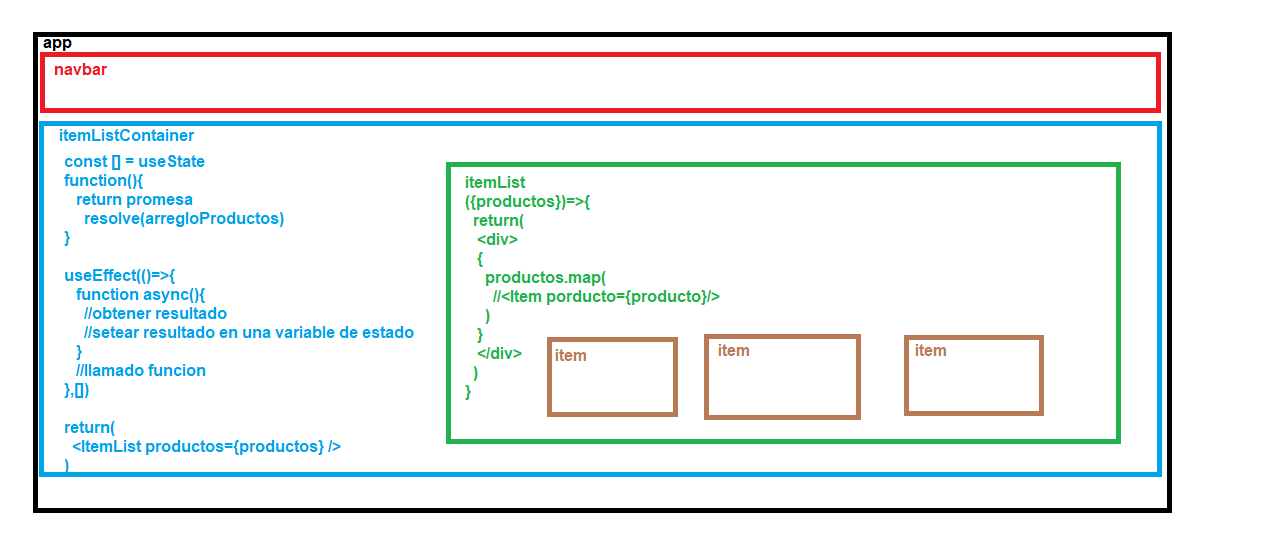 app
navbar
itemListContainer
const [] = useState
function(){
return promesa
resolve(arregloProductos)
}
useEffect(()=>{
function async(){
//obtener resultado
//setear resultado en una variable de estado
}
//llamado funcion
},[])
return(
<ItemList productos={productos} />
)
itemList
({productos})=>{
return(
<div>
{
productos.map(
//<Item porducto={producto}/>
)
}
</div>
)
}
item
item
item